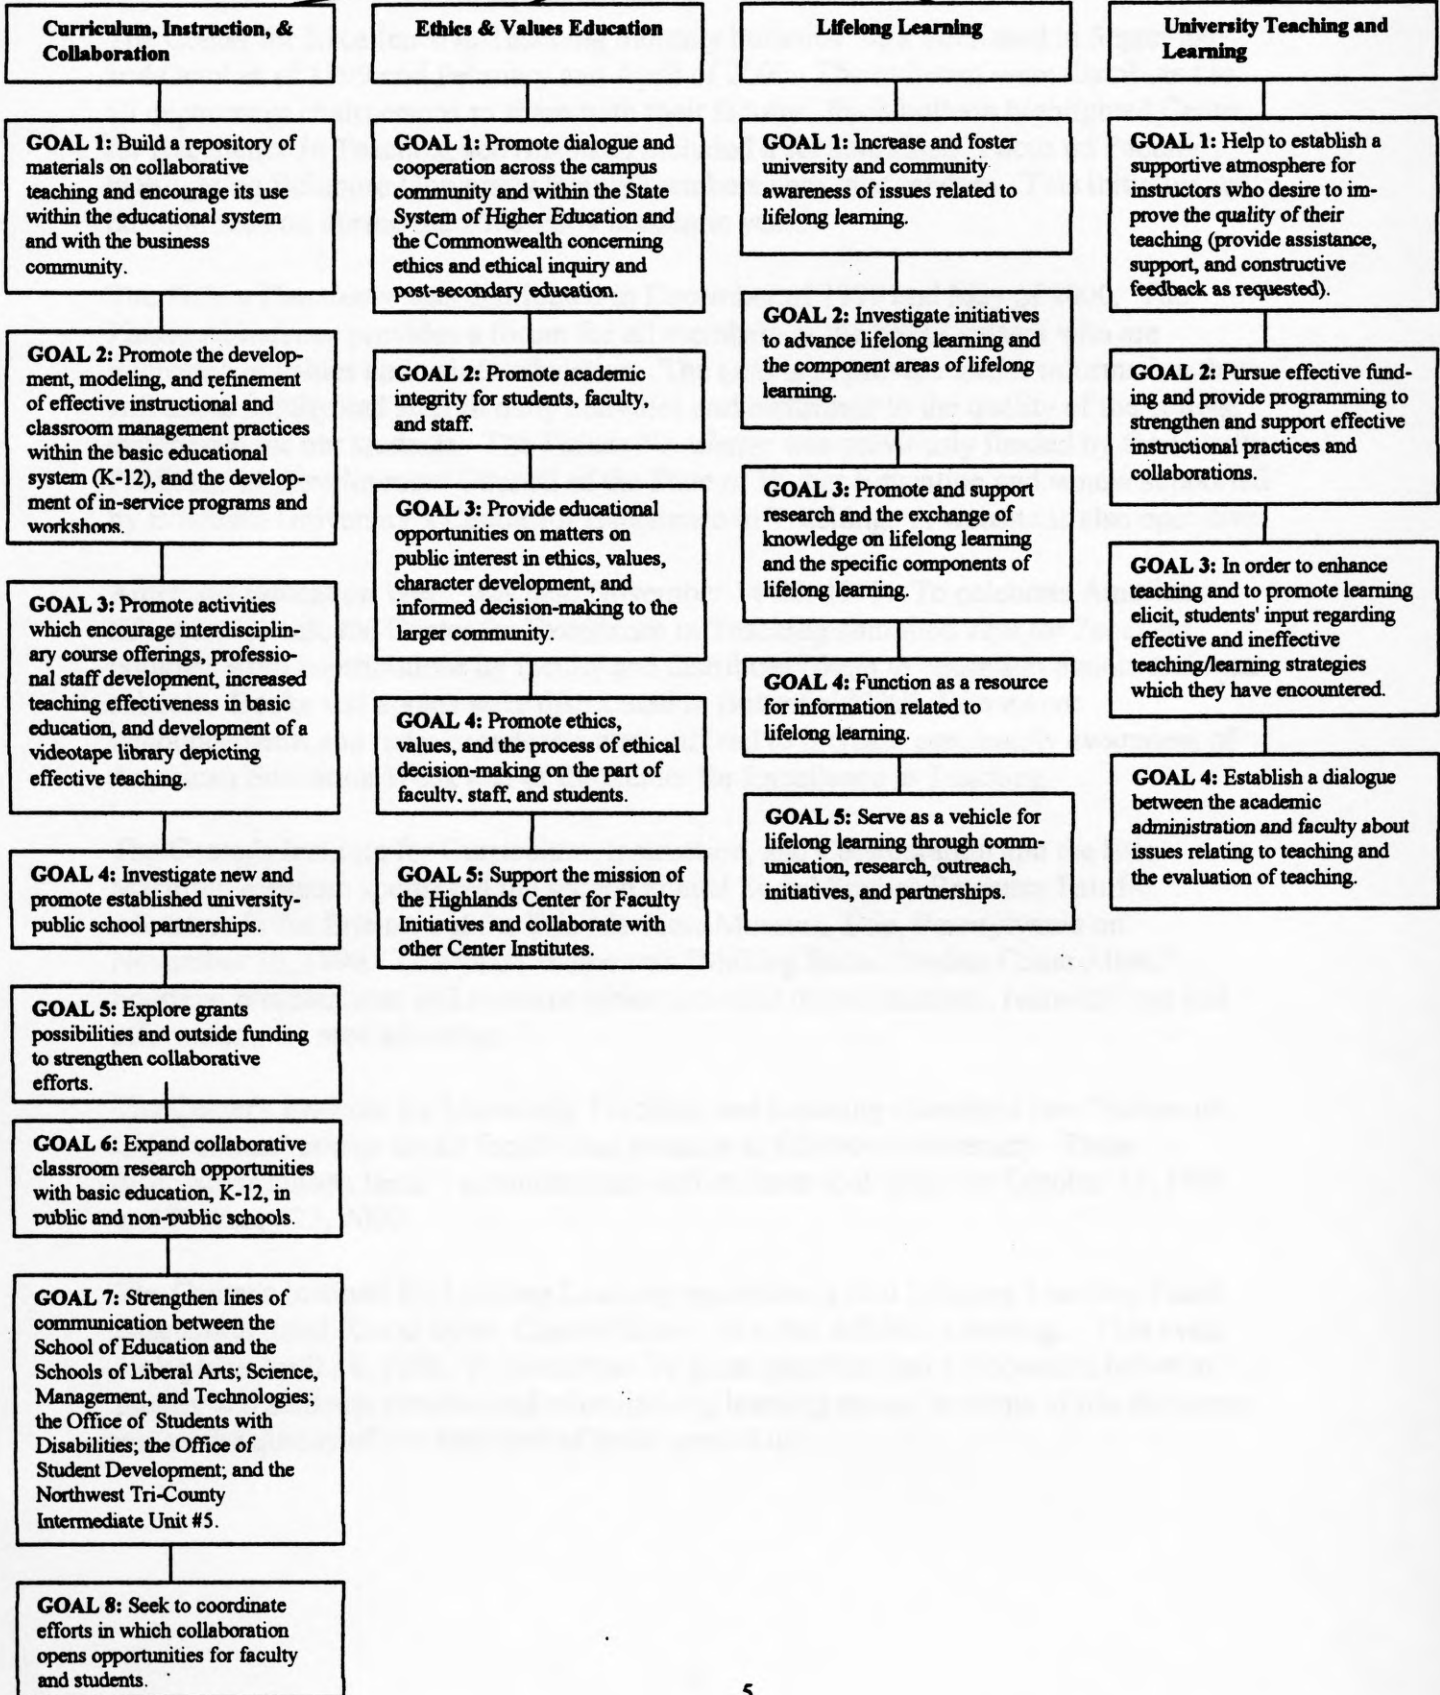 Curriculum, Instruction, &
Collaboration
GOAL 1: Build a repository of
materials on collaborative
teaching and encourage its use
within the educational system
and with the business
community.
GOAL 2: Promote the develop-
ment, modeling, and refinement
of effective instructional and
classroom management practices
within the basic educational
system (K-12), and the develop-
ment of in-service programs and
workshops.
GOAL 3: Promote activities
which encourage interdisciplin-
ary course offerings, professio-
nal staff development, increased
teaching effectiveness in basic
education, and development of a
videotape library depicting
effective teaching.
GOAL 4: Investigate new and
promote established university-
public school partnerships.
GOAL 5: Explore grants
possibilities and outside funding
to strengthen collaborative
efforts.
GOAL 6: Expand collaborative
classroom research opportunities
with basic education, K-12, in
public and non-public schools.
GOAL 7: Strengthen lines of
communication between the
School of Education and the
Schools of Liberal Arts; Science,
Management, and Technologies;
the Office of Students with
Disabilities; the Office of
Student Development; and the
Northwest Tri-County
Intermediate Unit #5.
GOAL 8: Seek to coordinate
efforts in which collaboration
opens opportunities for faculty
and students.
Ethics & Values Education
GOAL 1: Promote dialogue and
cooperation across the campus
community and within the State
System of Higher Education and
the Commonwealth concerning
ethics and ethical inquiry and
post-secondary education.
GOAL 2: Promote academic
integrity for students, faculty,
and staff.
GOAL 3: Provide educational
opportunities on matters on
public interest in ethics, values,
character development, and
informed decision-making to the
larger community.
GOAL 4: Promote ethics,
values, and the process of ethical
decision-making on the part of
faculty, staff, and students.
GOAL 5: Support the mission of
the Highlands Center for Faculty
Initiatives and collaborate with
other Center Institutes.
Lifelong Learning
GOAL 1: Increase and foster
university and community
awareness of issues related to
lifelong learning.
GOAL 2: Investigate initiatives
to advance lifelong learning and
the component areas of lifelong
learning.
GOAL 3: Promote and support
research and the exchange of
knowledge on lifelong learning
and the specific components of
lifelong learning.
GOAL 4: Function as a resource
for information related to
lifelong learning.
GOAL 5: Serve as a vehicle for
lifelong learning through comm-
unication, research, outreach,
initiatives, and partnerships.
University Teaching and
Learning
GOAL 1: Help to establish a
supportive atmosphere for
instructors who desire to im-
prove the quality of their
teaching (provide assistance,
support, and constructive
feedback as requested).
GOAL 2: Pursue effective fund-
ing and provide programming to
strengthen and support effective
instructional practices and
collaborations.
GOAL 3: In order to enhance
teaching and to promote learning
elicit, students' input regarding
effective and ineffective
teaching/learning strategies
which they have encountered.
GOAL 4: Establish a dialogue
between the academic
administration and faculty about
issues relating to teaching and
the evaluation of teaching.
5